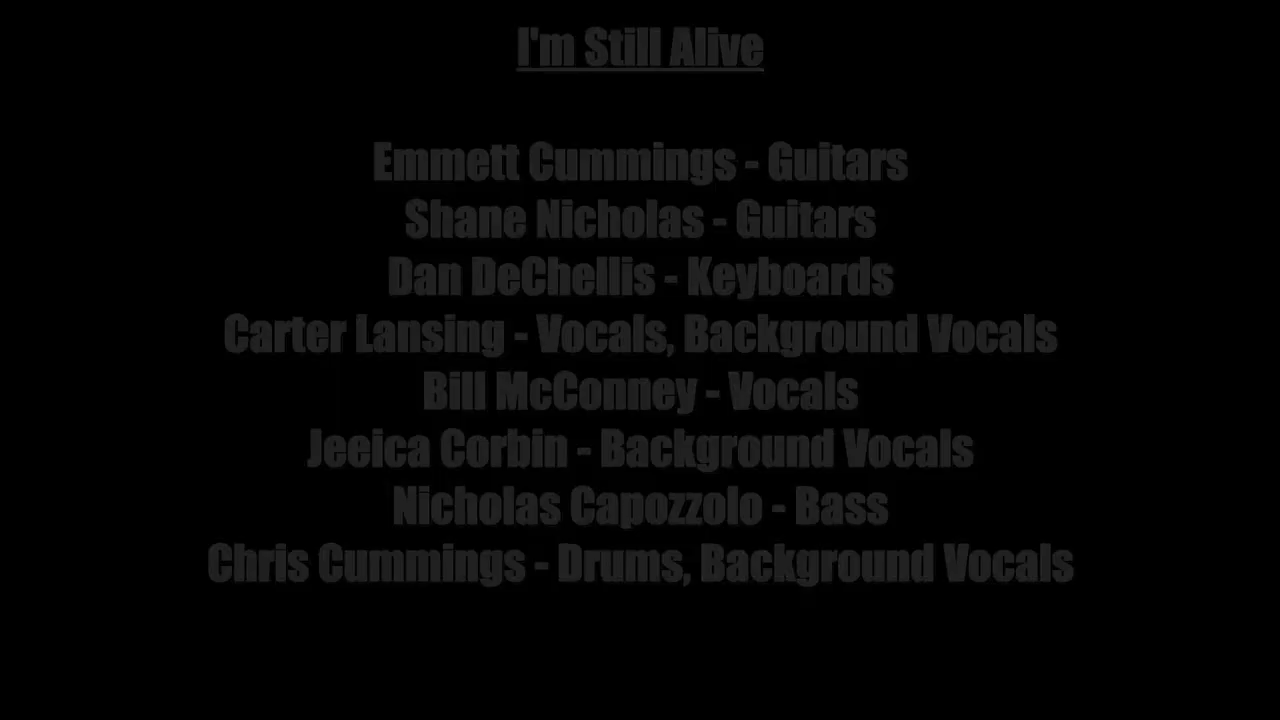 I'm Still Alive
Emmett Cummings - Guitars
Shane Nicholas - Guitars
Dan DeChellis - Keyboards
Carter Lansing - Vocals, Background Vocals
Bill McConney - Vocals
Jeeica Corbin - Background Vocals
Nicholas Capozzolo - Bass
Chris Cummings - Drums, Background Vocals